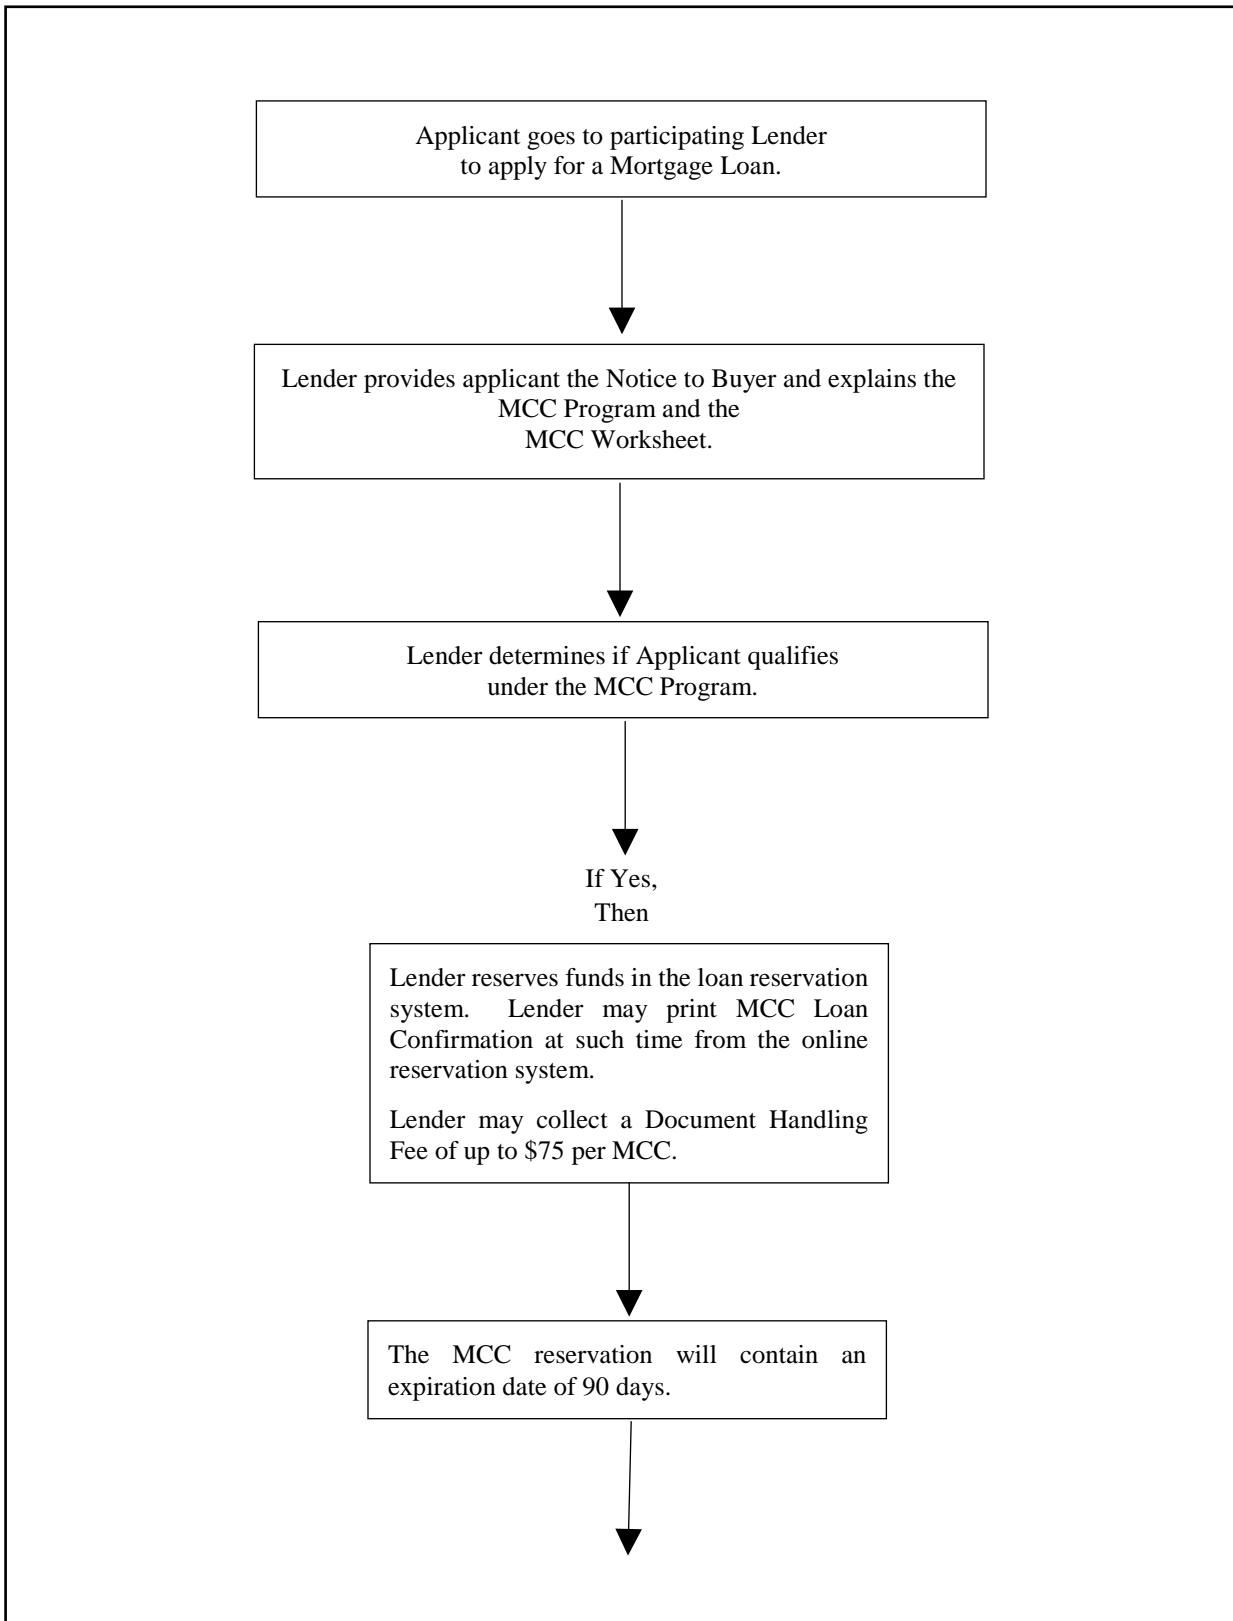 Applicant goes to participating Lender
to apply for a Mortgage Loan.
Lender provides applicant the Notice to Buyer and explains the
MCC Program and the
MCC Worksheet.
Lender determines if Applicant qualifies
under the MCC Program.
If Yes,
Then
Lender reserves funds in the loan reservation
system. Lender may print MCC Loan
Confirmation at such time from the online
reservation system.
Lender may collect a Document Handling
Fee of up to $75 per MCC.
The MCC reservation will contain an
expiration date of 90 days.